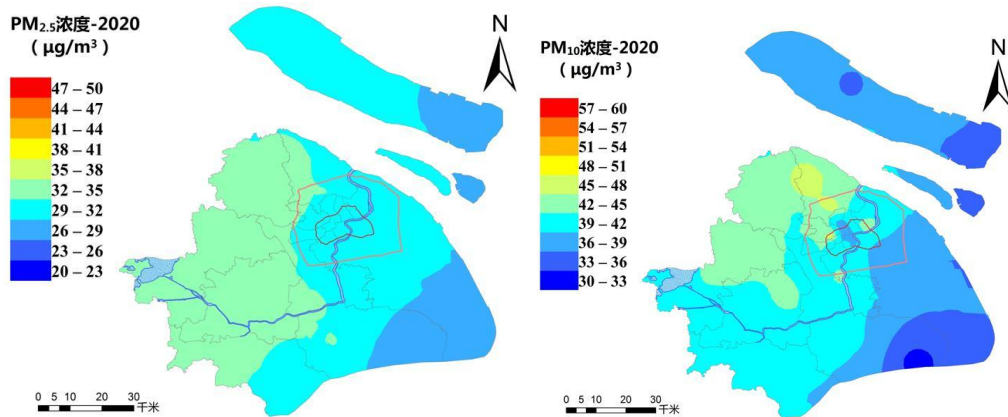 PM2.5浓度-2020
（μg/m³）
47 – 50
44 – 47
41 – 44
38 – 41
35 – 38
32 – 35
29 – 32
26 – 29
23 – 26
20 – 23
N
0 5 10 20 30
千米
PM10浓度-2020
（μg/m³）
57 – 60
54 – 57
51 – 54
48 – 51
45 – 48
42 – 45
39 – 42
36 – 39
33 – 36
30 – 33
N
0 5 10 20 30
千米